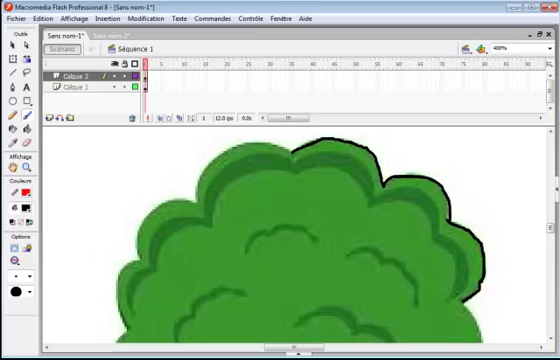 Macromedia Flash Professional 8 - [Sans nom-1*]
Fichier Edition Affichage Insertion Modification Texte Commandes Contrôle Fenêtre Aide
Outils
Sans nom-1* Sans nom-2*
Scénario Séquence 1 400%
1 5 10 15 20 25 30 35 40 45 50 55 60 65 70 75 80 85 90
Calque 2
Calque 1
1 12.0 ips 0.0s
Affichage
Couleurs
Options